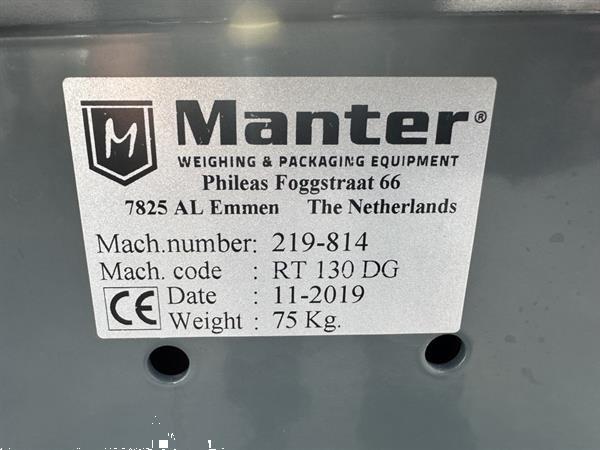 M Manter®
WEIGHING & PACKAGING EQUIPMENT
Phileas Foggstraat 66
7825 AL Emmen The Netherlands
Mach.number: 219-814
Mach. code : RT 130 DG
CE Date : 11-2019
Weight : 75 Kg.